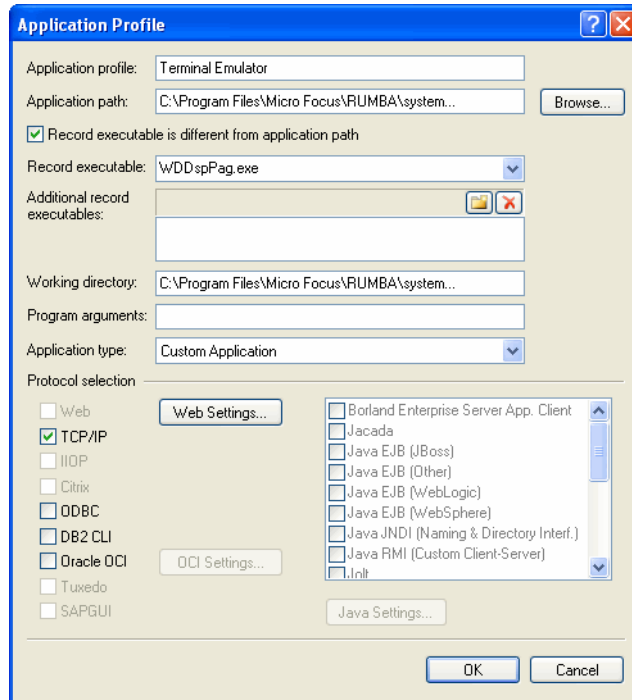 Application Profile
Application profile: Terminal Emulator
Application path: C:\Program Files\Micro Focus\RUMBA\system... Browse...
Record executable is different from application path
Record executable: WDDspPag.exe
Additional record
executables:
Working directory: C:\Program Files\Micro Focus\RUMBA\system...
Program arguments:
Application type: Custom Application
Protocol selection
Web
TCP/IP
IIOP
Citrix
ODBC
DB2 CLI
Oracle OCI
Tuxedo
SAPGUI
Web Settings...
OCI Settings...
Borland Enterprise Server App. Client
Jacada
Java EJB (JBoss)
Java EJB (Other)
Java EJB (WebLogic)
Java EJB (WebSphere)
Java JNDI (Naming & Directory Interf.)
Java RMI (Custom Client-Server)
Jolt
Java Settings...
OK Cancel